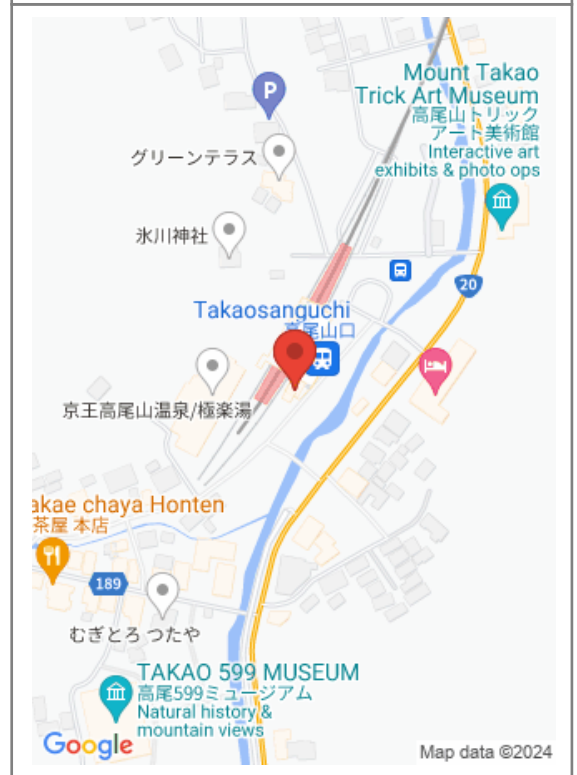 Mount Takao
Trick Art Museum
高尾山トリック
アート美術館
Interactive art
exhibits & photo ops
P
グリーンテラス
氷川神社
20
Takaosanguchi
高尾山口
京王高尾山温泉/極楽湯
akae chaya Honten
茶屋 本店
189
むぎとろ つたや
TAKAO 599 MUSEUM
高尾599ミュージアム
Natural history &
mountain views
Google
Map data ©2024